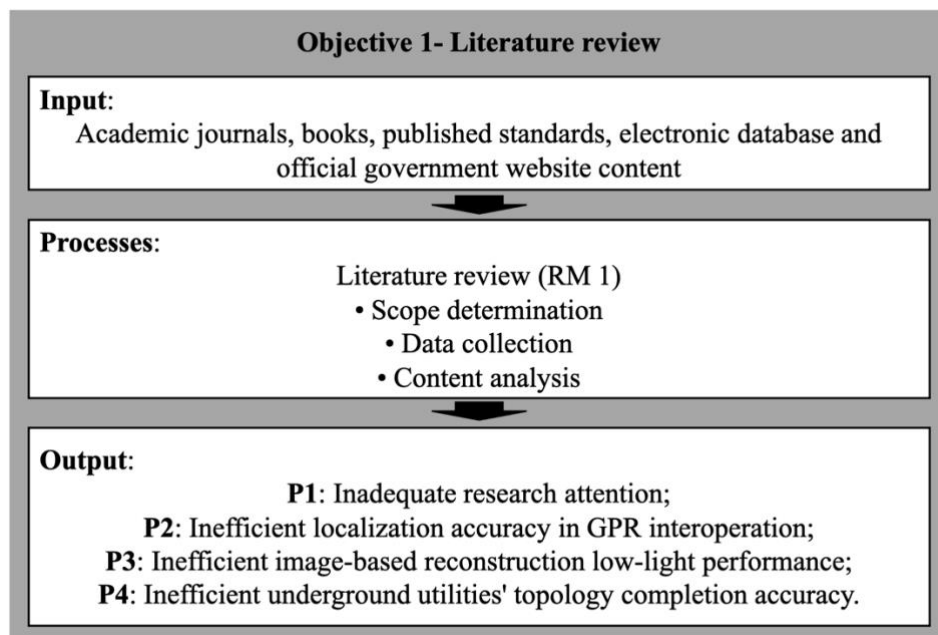 Objective 1- Literature review
Input:
Academic journals, books, published standards, electronic database and
official government website content
Processes:
Literature review (RM 1)
• Scope determination
• Data collection
• Content analysis
Output:
P1: Inadequate research attention;
P2: Inefficient localization accuracy in GPR interoperation;
P3: Inefficient image-based reconstruction low-light performance;
P4: Inefficient underground utilities' topology completion accuracy.